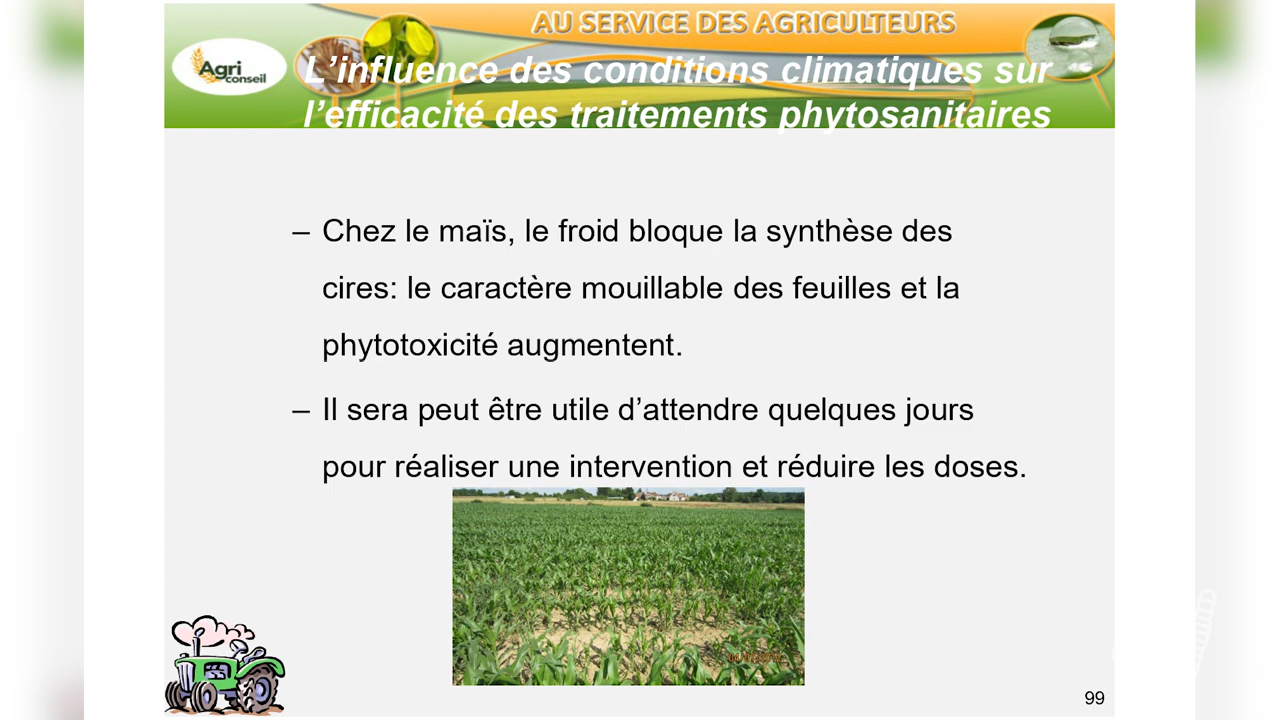 AU SERVICE DES AGRICULTEURS
Agri
conseil
L’influence des conditions climatiques sur
l’efficacité des traitements phytosanitaires
– Chez le maïs, le froid bloque la synthèse des
cires: le caractère mouillable des feuilles et la
phytotoxicité augmentent.
– Il sera peut être utile d’attendre quelques jours
pour réaliser une intervention et réduire les doses.
99